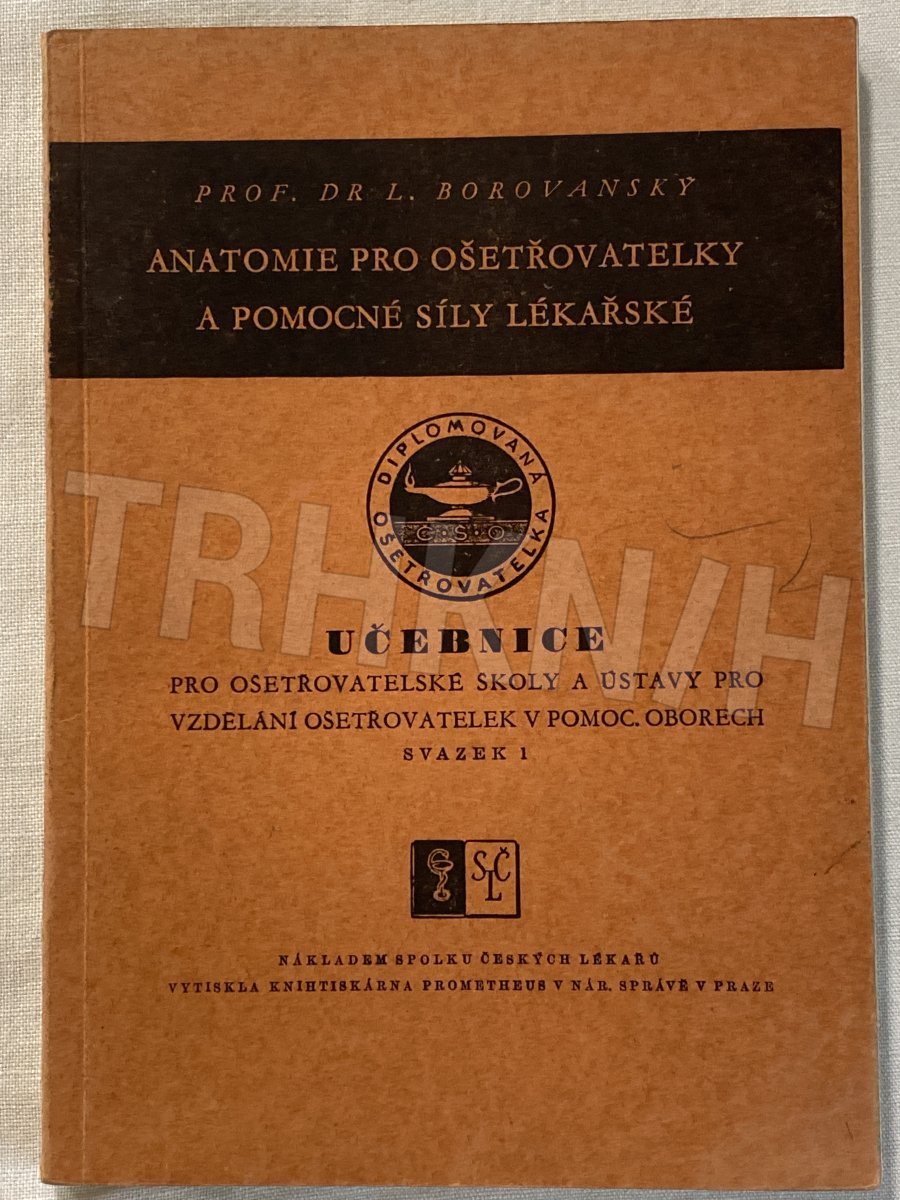 PROF. DR L. BOROVANSKÝ
ANATOMIE PRO OŠETŘOVATELKY
A POMOCNÉ SÍLY LÉKAŘSKÉ
DIPLOMOVANÁ
OŠETŘOVATELKA
C·S·O
TRHKNIH
UČEBNICE
PRO OŠETŘOVATELSKÉ ŠKOLY A ÚSTAVY PRO
VZDĚLÁNÍ OŠETŘOVATELEK V POMOC. OBORECH
SVAZEK 1
SČL
NÁKLADEM SPOLKU ČESKÝCH LÉKAŘŮ
VYTISKLA KNIHTISKÁRNA PROMETHEUS V NÁR. SPRÁVĚ V PRAZE